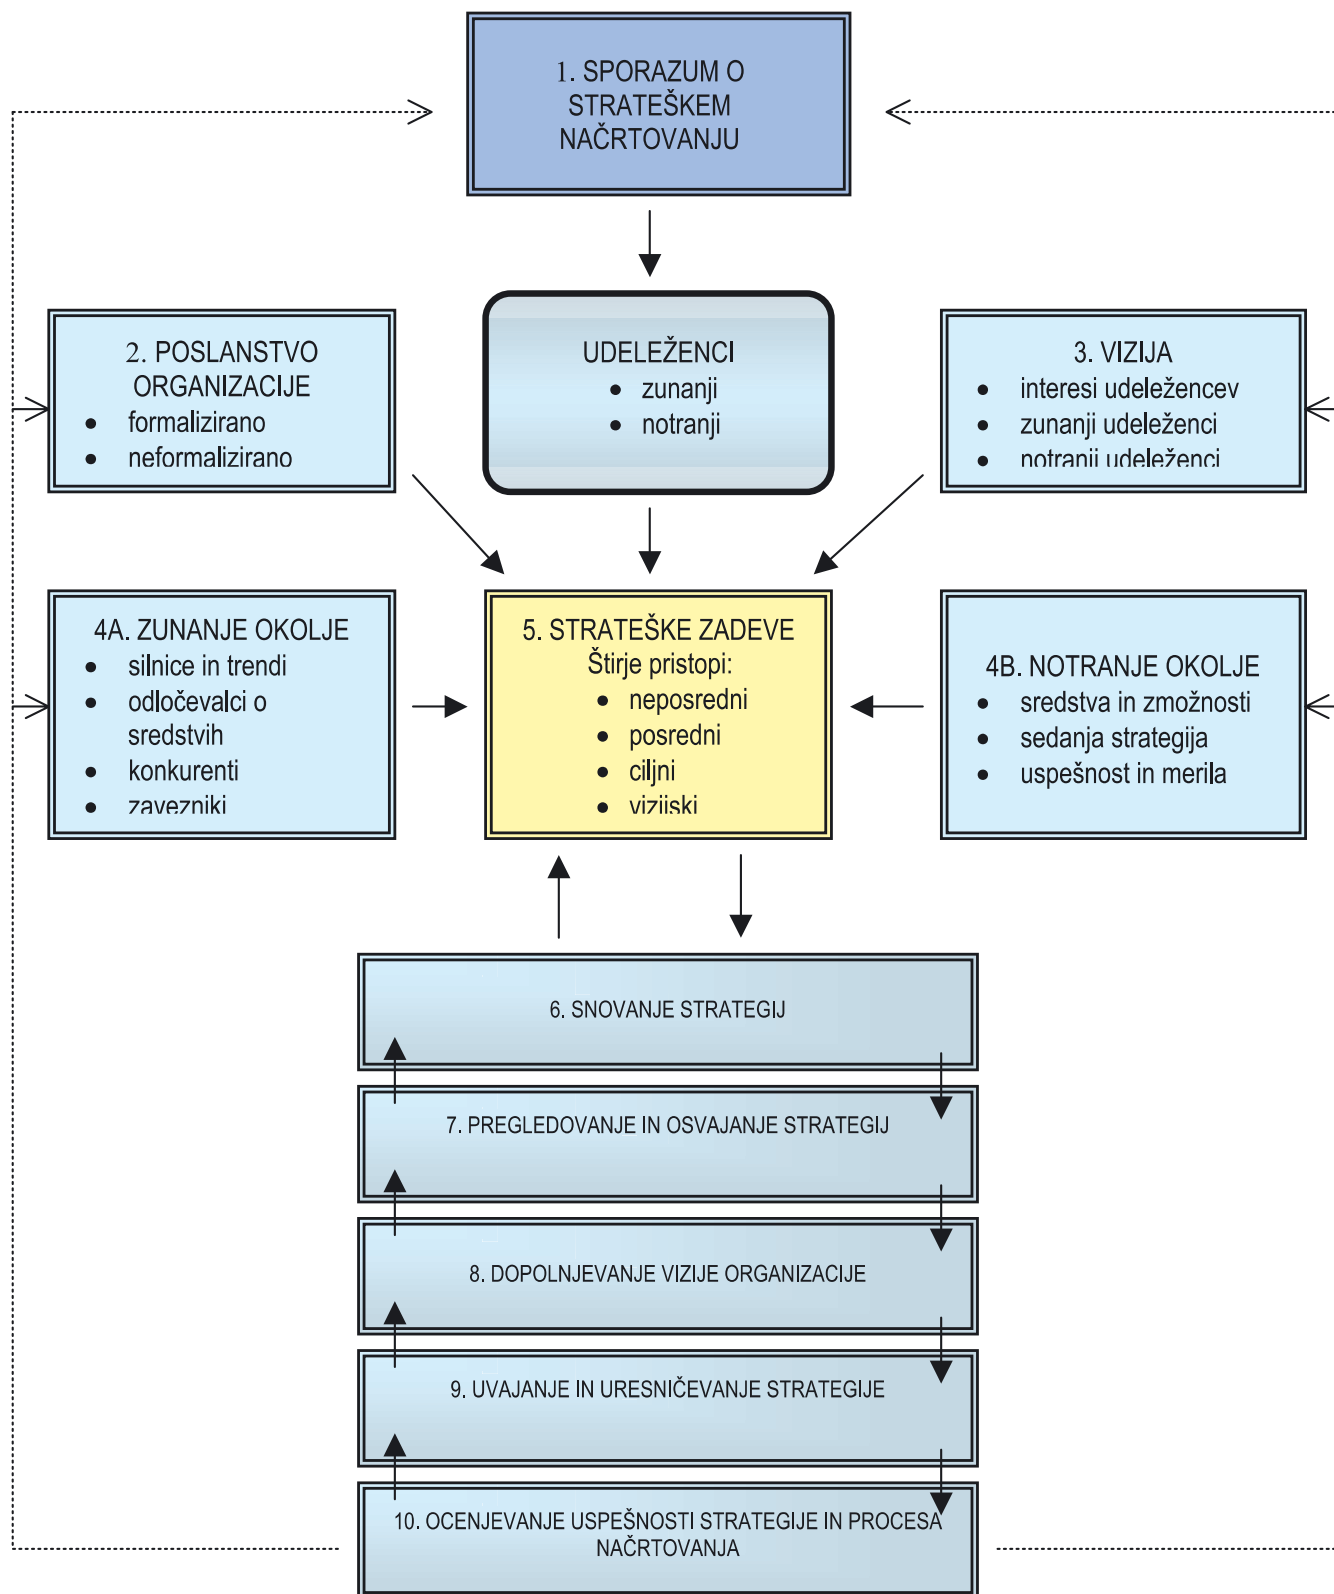 1. SPORAZUM O
STRATEŠKEM
NAČRTOVANJU
2. POSLANSTVO
ORGANIZACIJE
• formalizirano
• neformalizirano
UDELEŽENCI
• zunanji
• notranji
3. VIZIJA
• interesi udeležencev
• zunanji udeleženci
• notranji udeleženci
4A. ZUNANJE OKOLJE
• silnice in trendi
• odločevalci o
sredstvih
• konkurenti
• zavezniki
5. STRATEŠKE ZADEVE
Štirje pristopi:
• neposredni
• posredni
• ciljni
• vizijski
4B. NOTRANJE OKOLJE
• sredstva in zmožnosti
• sedanja strategija
• uspešnost in merila
6. SNOVANJE STRATEGIJ
7. PREGLEDOVANJE IN OSVAJANJE STRATEGIJ
8. DOPOLNJEVANJE VIZIJE ORGANIZACIJE
9. UVAJANJE IN URESNIČEVANJE STRATEGIJE
10. OCENJEVANJE USPEŠNOSTI STRATEGIJE IN PROCESA
NAČRTOVANJA